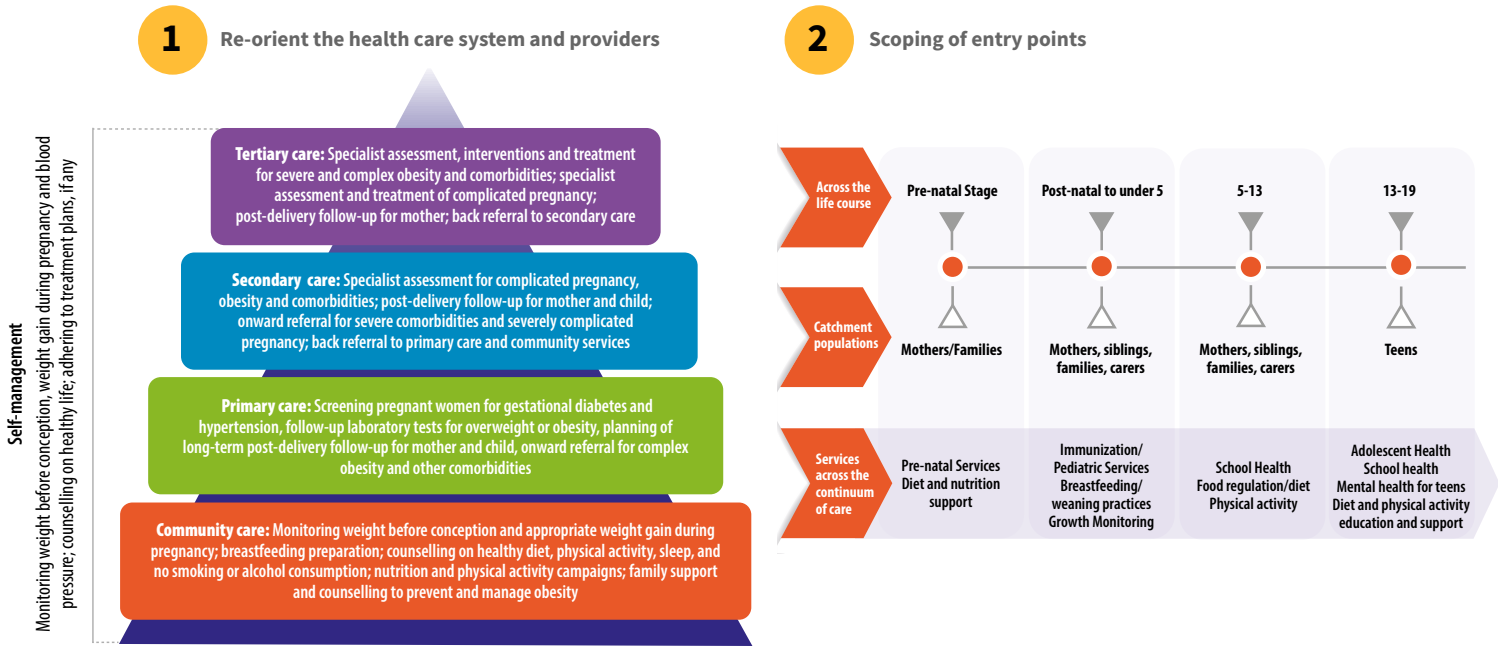 1
Re-orient the health care system and providers
Self-management
Monitoring weight before conception, weight gain during pregnancy and blood
pressure; counselling on healthy life; adhering to treatment plans, if any
Tertiary care: Specialist assessment, interventions and treatment
for severe and complex obesity and comorbidities; specialist
assessment and treatment of complicated pregnancy;
post-delivery follow-up for mother; back referral to secondary care
Secondary care: Specialist assessment for complicated pregnancy,
obesity and comorbidities; post-delivery follow-up for mother and child;
onward referral for severe comorbidities and severely complicated
pregnancy; back referral to primary care and community services
Primary care: Screening pregnant women for gestational diabetes and
hypertension, follow-up laboratory tests for overweight or obesity, planning of
long-term post-delivery follow-up for mother and child, onward referral for complex
obesity and other comorbidities
Community care: Monitoring weight before conception and appropriate weight gain during
pregnancy; breastfeeding preparation; counselling on healthy diet, physical activity, sleep, and
no smoking or alcohol consumption; nutrition and physical activity campaigns; family support
and counselling to prevent and manage obesity
2
Scoping of entry points
Across the
life course
Pre-natal Stage
Post-natal to under 5
5-13
13-19
Catchment
populations
Mothers/Families
Mothers, siblings,
families, carers
Mothers, siblings,
families, carers
Teens
Services
across the
continuum
of care
Pre-natal Services
Diet and nutrition
support
Immunization/
Pediatric Services
Breastfeeding/
weaning practices
Growth Monitoring
School Health
Food regulation/diet
Physical activity
Adolescent Health
School health
Mental health for teens
Diet and physical activity
education and support